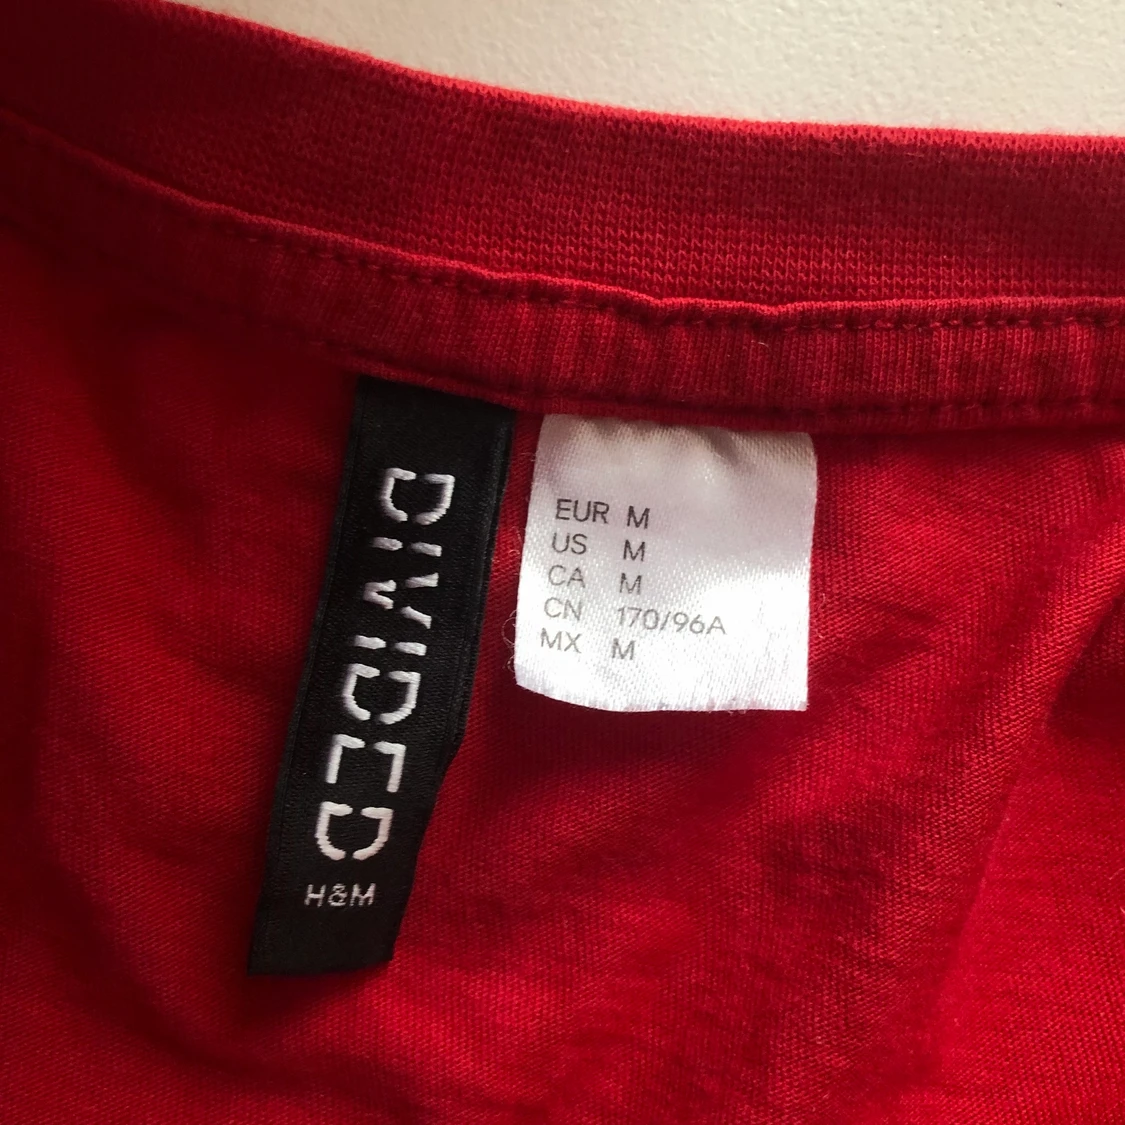 DIVIDED
H&M
EUR M
US M
CA M
CN 170/96A
MX M